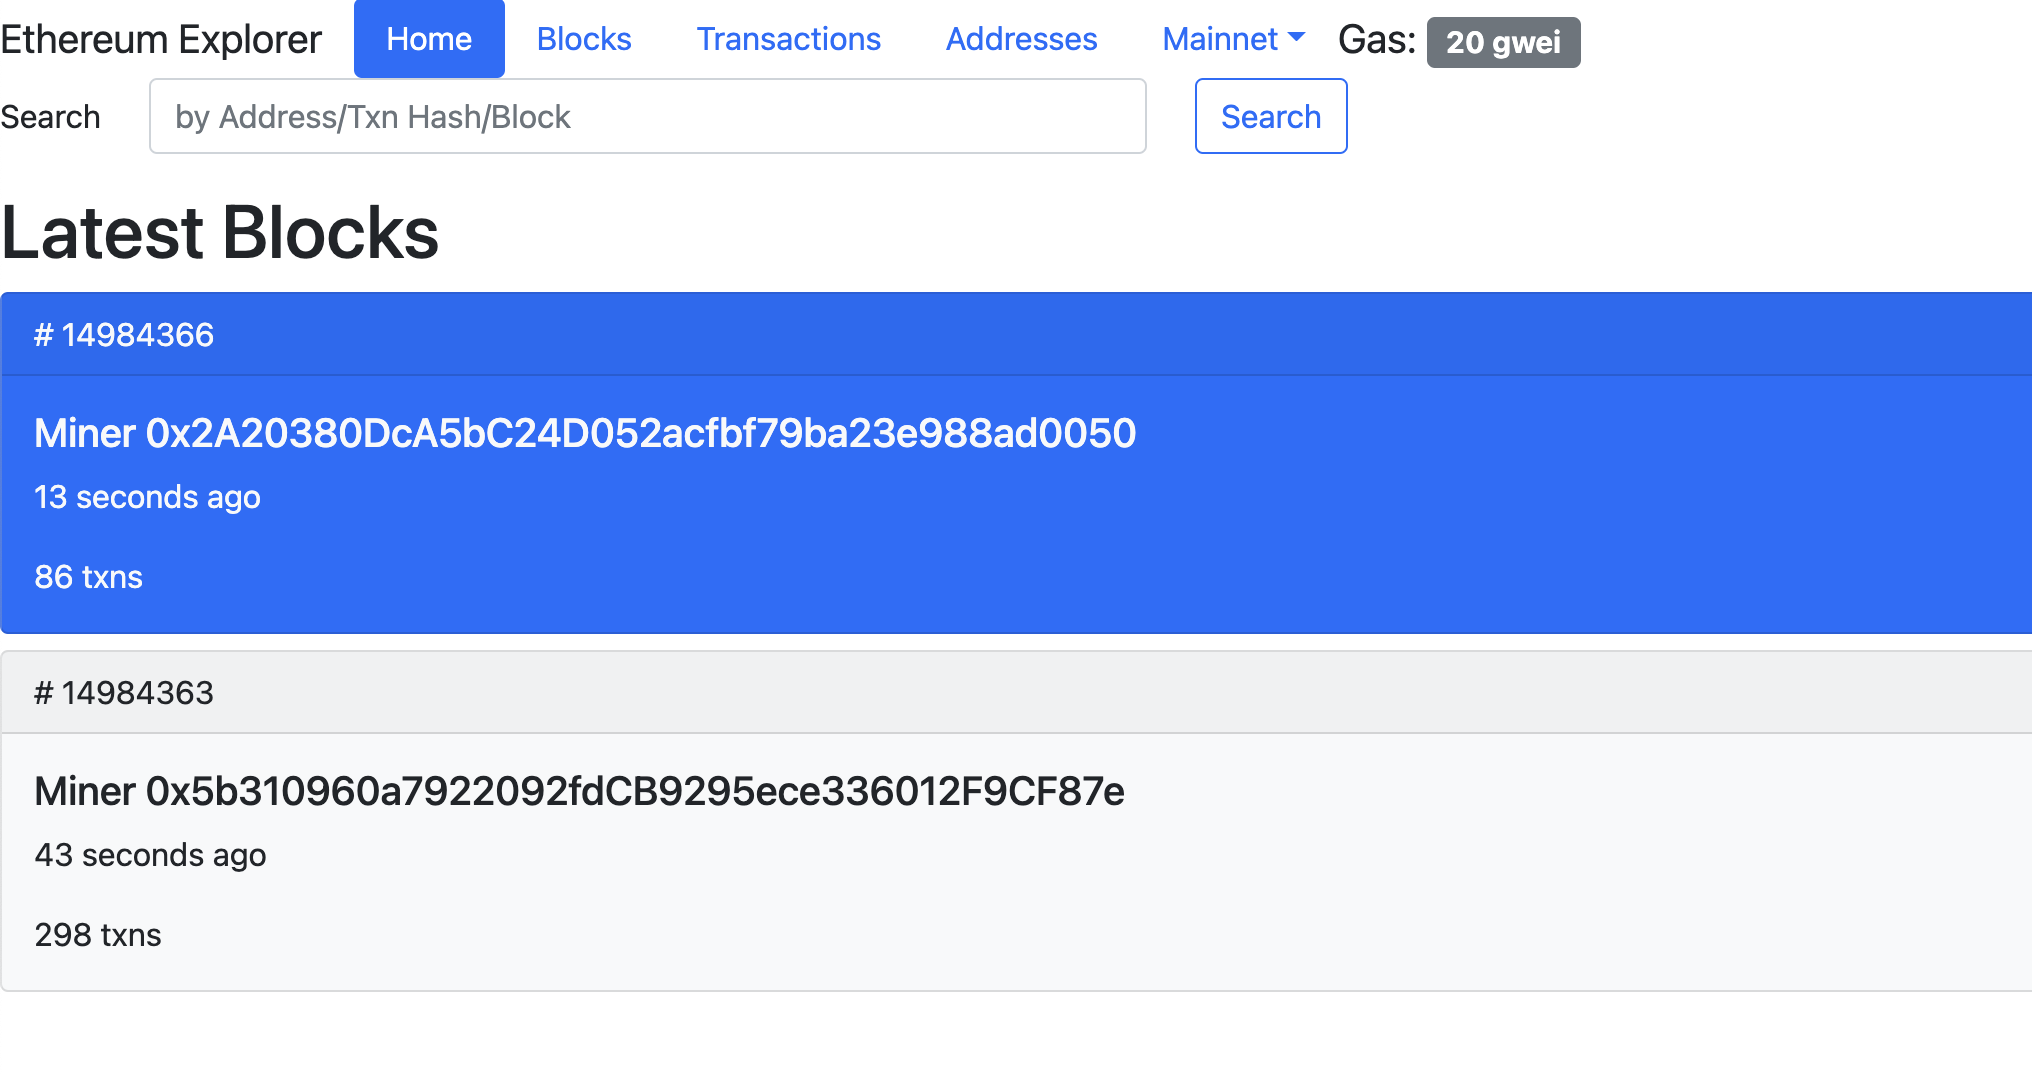 Ethereum Explorer Home Blocks Transactions Addresses Mainnet Gas: 20 gwei
Search by Address/Txn Hash/Block Search
Latest Blocks
# 14984366
Miner 0x2A20380DcA5bC24D052acfbf79ba23e988ad0050
13 seconds ago
86 txns
# 14984363
Miner 0x5b310960a7922092fdCB9295ece336012F9CF87e
43 seconds ago
298 txns